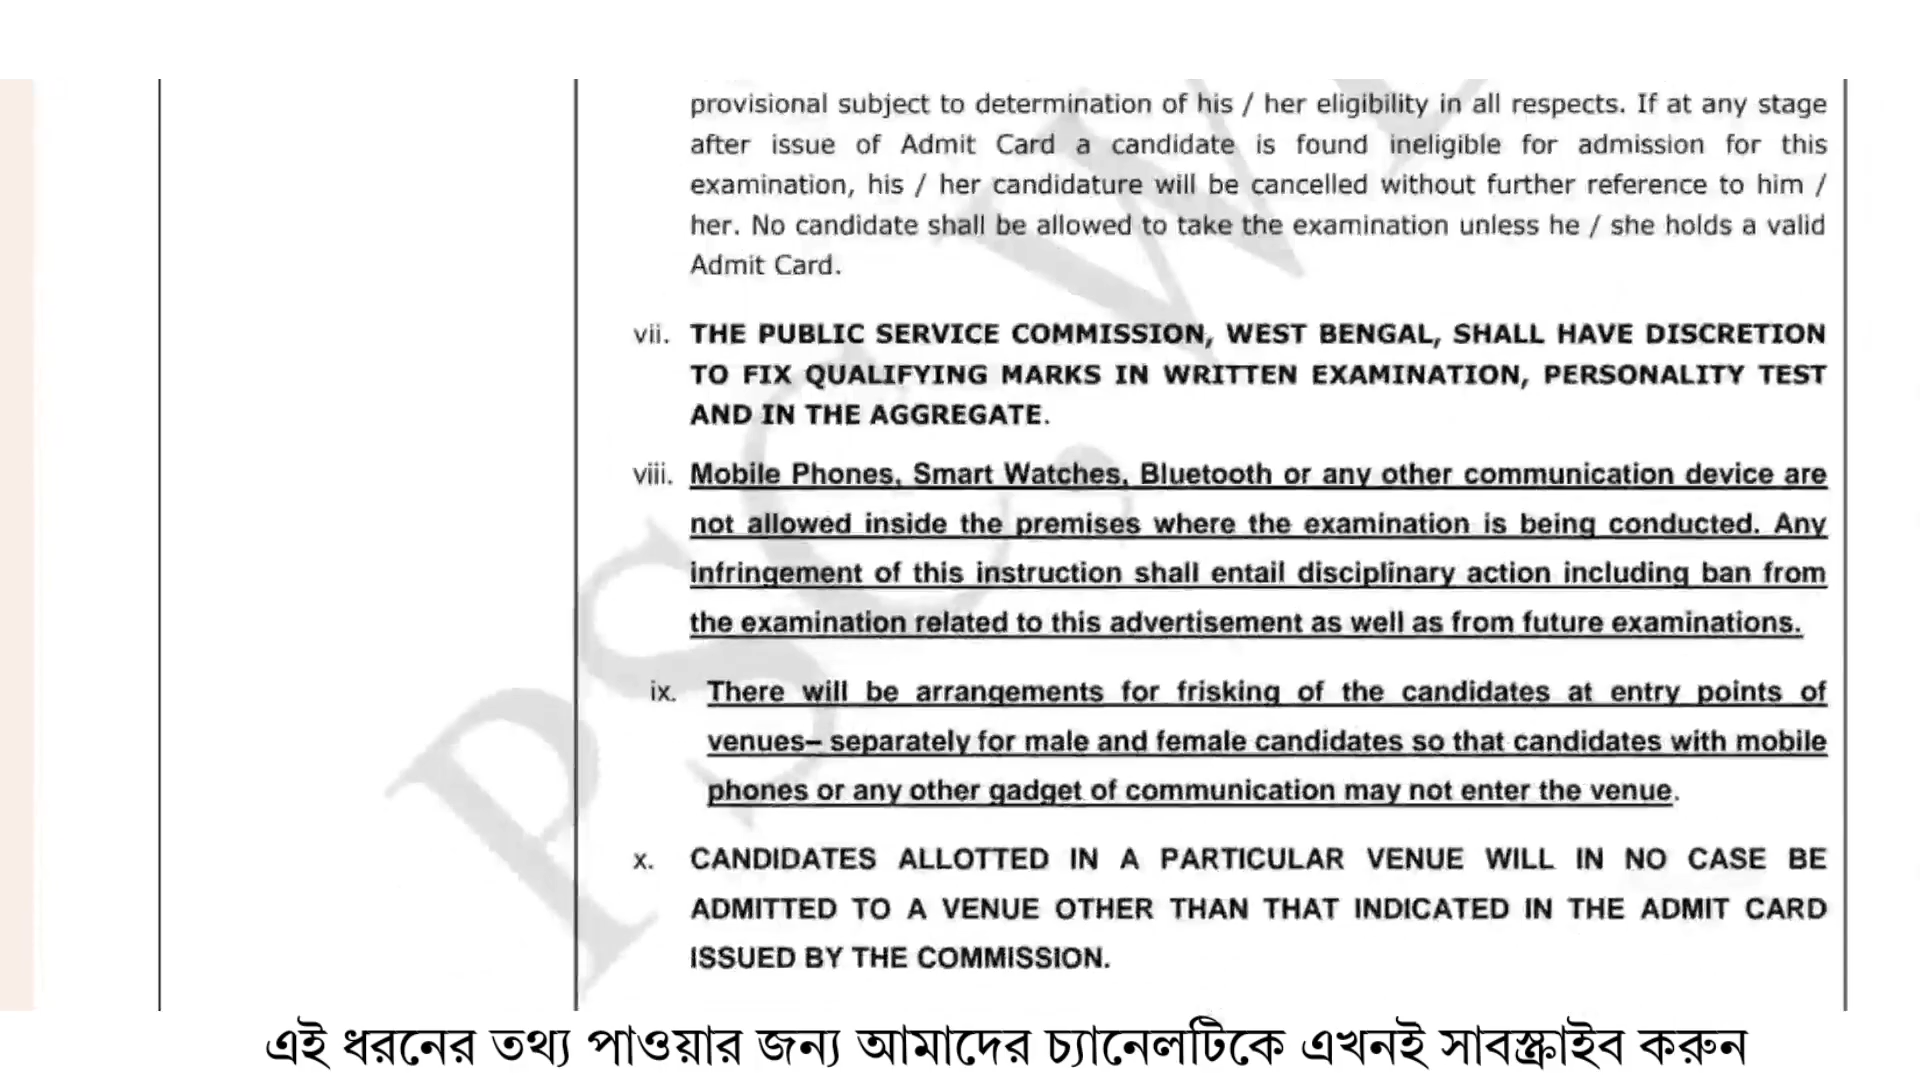 provisional subject to determination of his / her eligibility in all respects. If at any stage
after issue of Admit Card a candidate is found ineligible for admission for this
examination, his / her candidature will be cancelled without further reference to him /
her. No candidate shall be allowed to take the examination unless he / she holds a valid
Admit Card.
vii. THE PUBLIC SERVICE COMMISSION, WEST BENGAL, SHALL HAVE DISCRETION
TO FIX QUALIFYING MARKS IN WRITTEN EXAMINATION, PERSONALITY TEST
AND IN THE AGGREGATE.
viii. Mobile Phones, Smart Watches, Bluetooth or any other communication device are
not allowed inside the premises where the examination is being conducted. Any
infringement of this instruction shall entail disciplinary action including ban from
the examination related to this advertisement as well as from future examinations.
ix. There will be arrangements for frisking of the candidates at entry points of
venues– separately for male and female candidates so that candidates with mobile
phones or any other gadget of communication may not enter the venue.
x. CANDIDATES ALLOTTED IN A PARTICULAR VENUE WILL IN NO CASE BE
ADMITTED TO A VENUE OTHER THAN THAT INDICATED IN THE ADMIT CARD
ISSUED BY THE COMMISSION.
PSC, W
এই ধরনের তথ্য পাওয়ার জন্য আমাদের চ্যানেলটিকে এখনই সাবস্ক্রাইব করুন